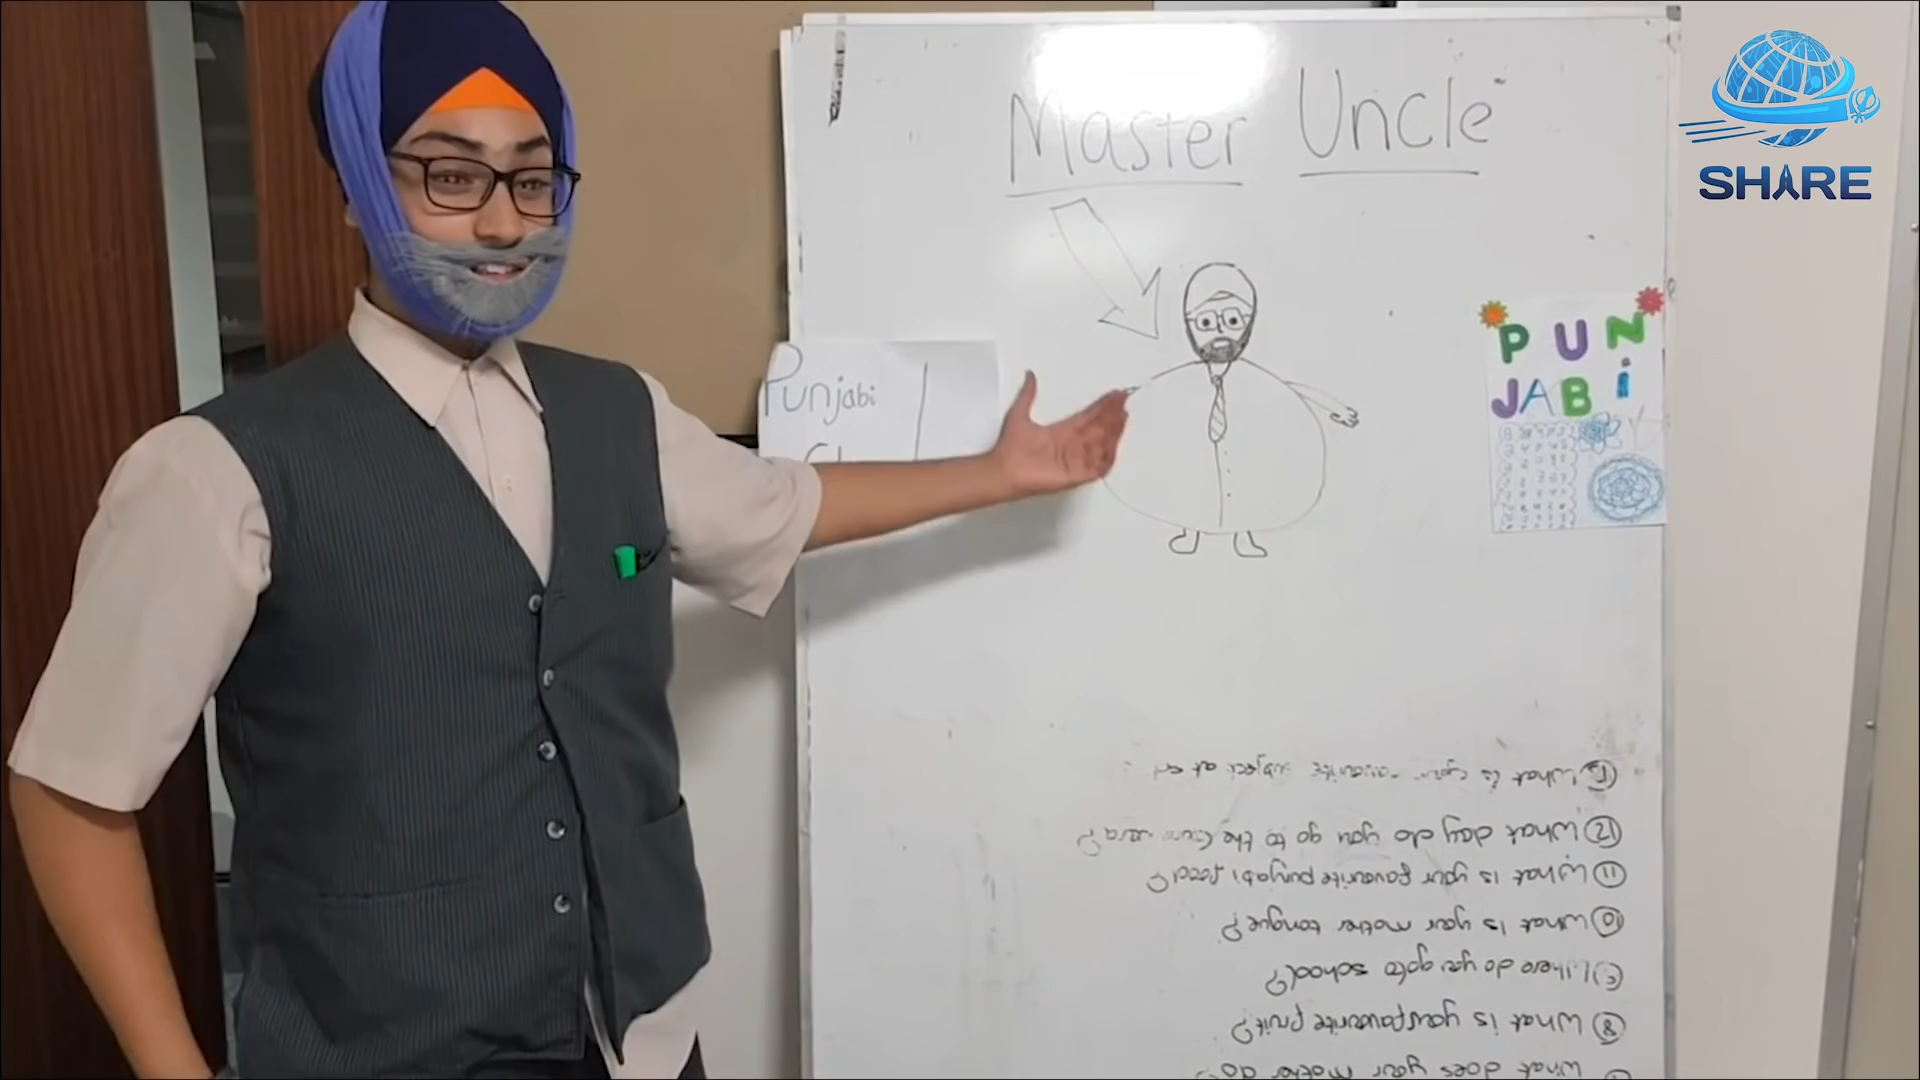 Master Uncle
SHARE
Punjabi
PUN
JABi
What is your favourite subject at
12 What day do you go to the
11 What is your favourite punjabi food?
10 What is your mother tongue?
Where do you go to school?
8 What is your favourite fruit?
What does your mother do?